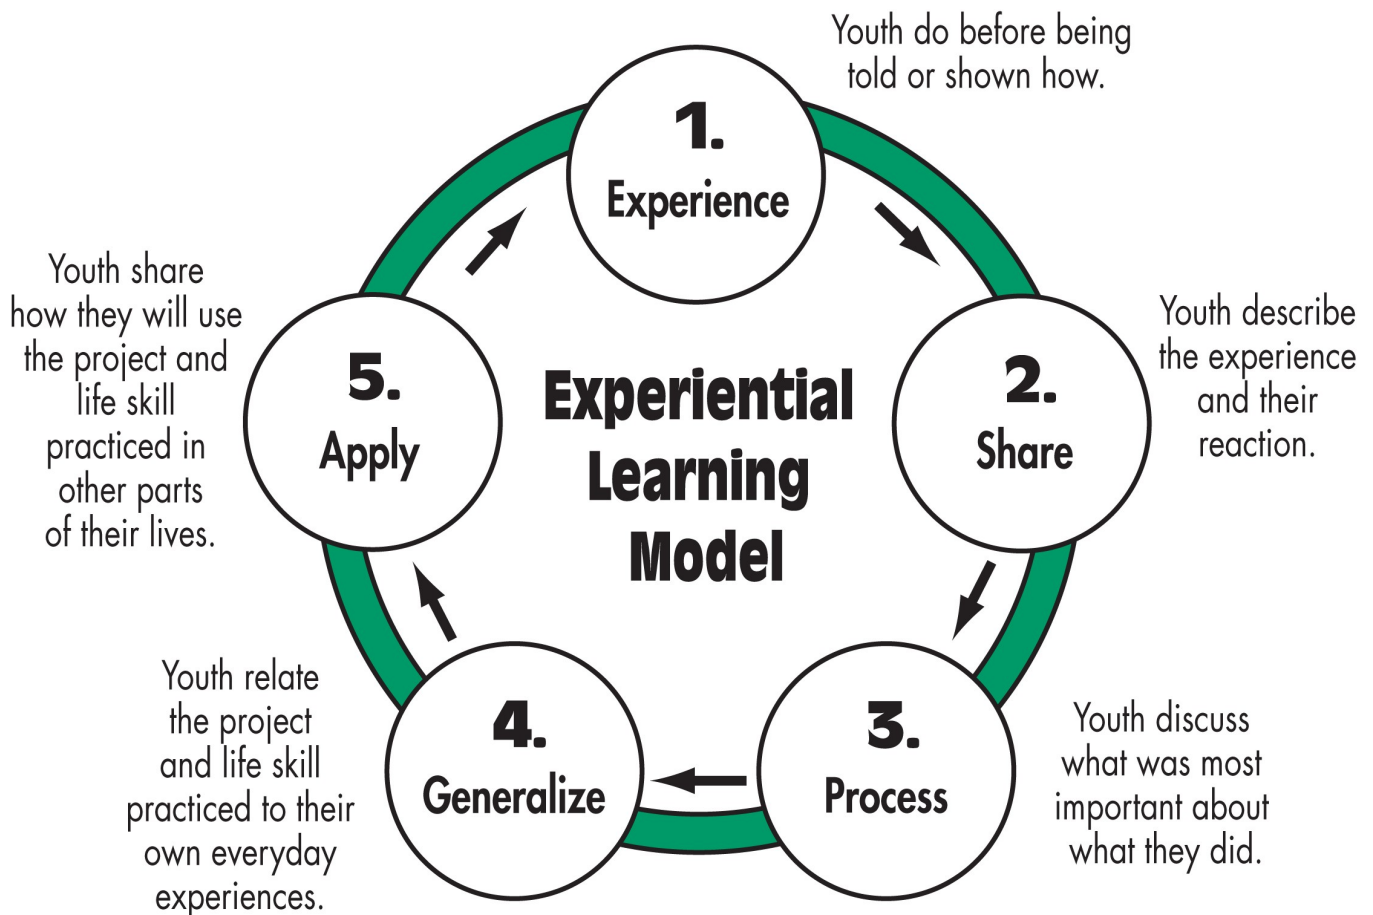 Youth do before being
told or shown how.
1.
Experience
Youth describe
the experience
and their
reaction.
2.
Share
Youth discuss
what was most
important about
what they did.
3.
Process
Youth relate
the project
and life skill
practiced to their
own everyday
experiences.
4.
Generalize
Youth share
how they will use
the project and
life skill
practiced in
other parts
of their lives.
5.
Apply
Experiential
Learning
Model